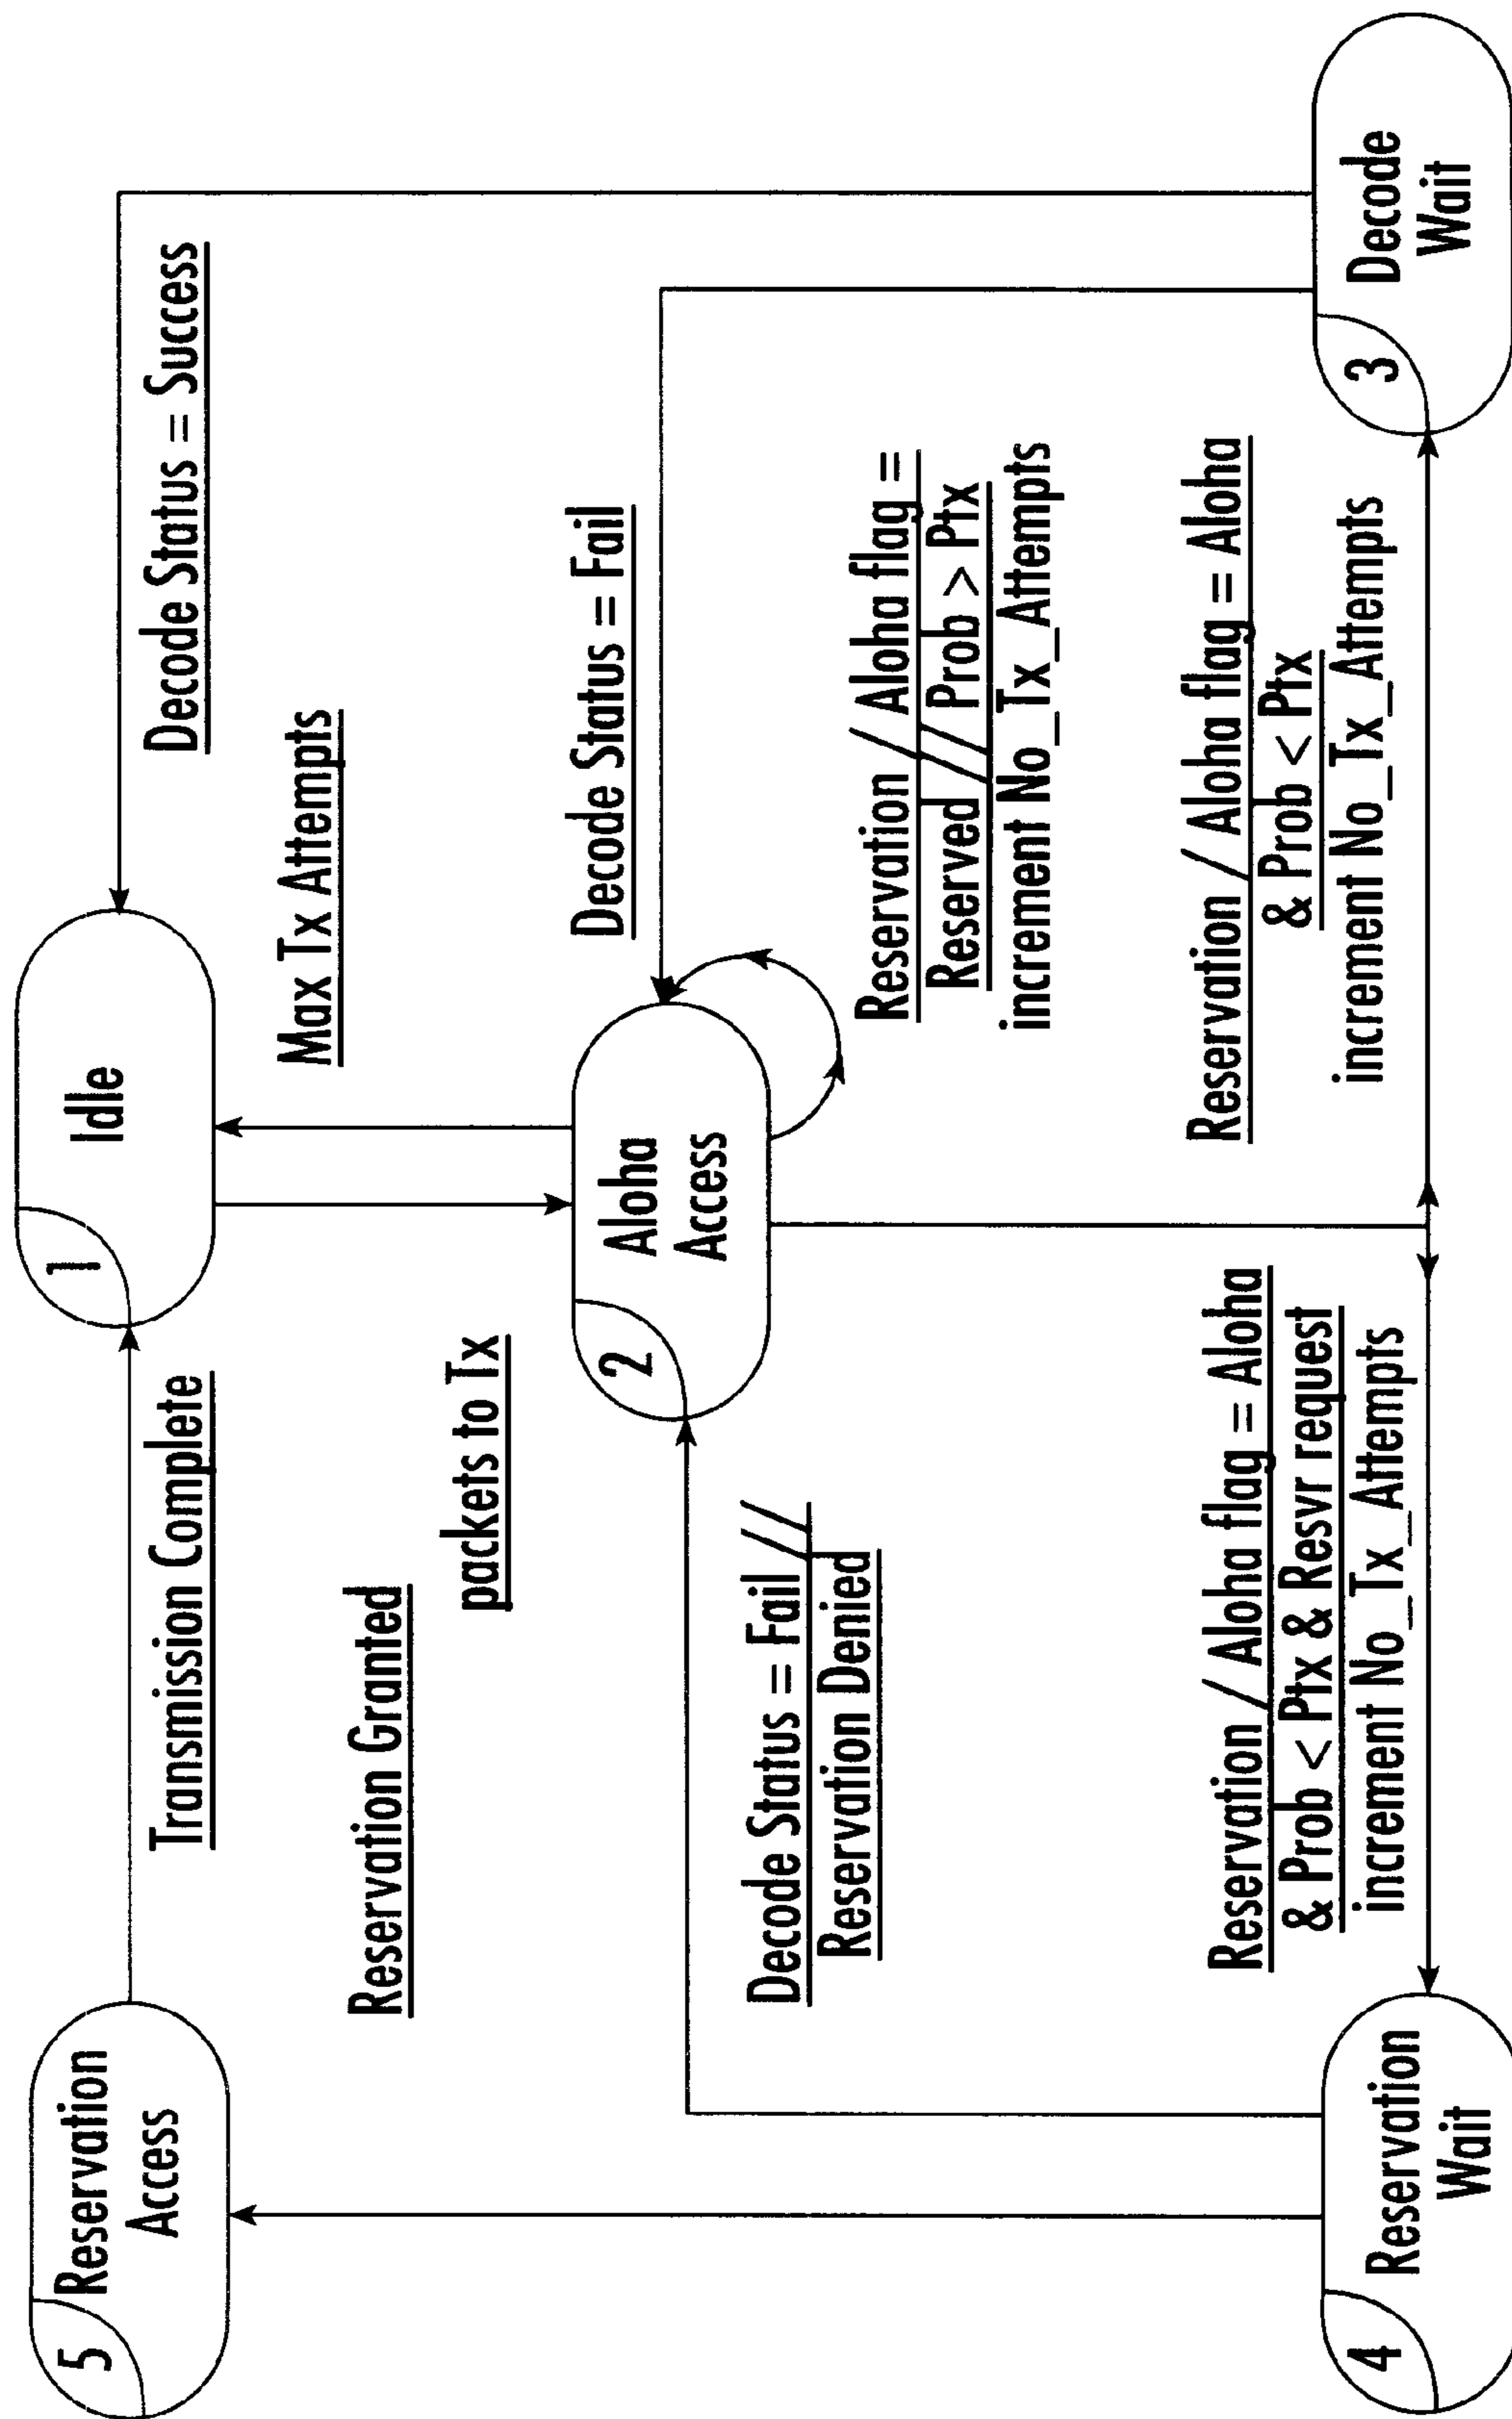 5
Reservation
Access
Transmission Complete
1
Idle
Decode Status = Success
Reservation Granted
Max Tx Attempts
packets to Tx
2
Aloha
Access
Decode Status = Fail
Decode Status = Fail //
Reservation Denied
Reservation / Aloha flag =
Reserved // Prob > Ptx
increment No_Tx_Attempts
Reservation / Aloha flag = Aloha
& Prob < Ptx & Resvr request
increment No_Tx_Attempts
Reservation / Aloha flag = Aloha
& Prob < Ptx
increment No_Tx_Attempts
4
Reservation
Wait
3
Decode
Wait